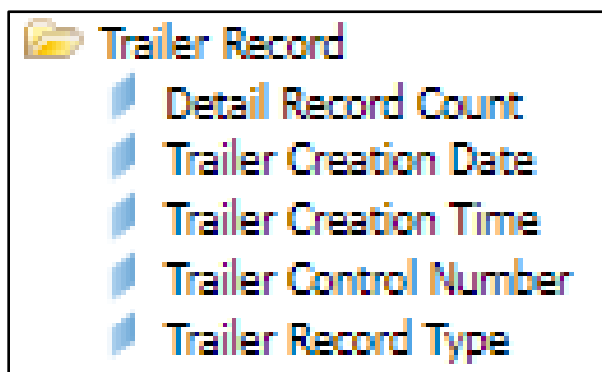 Trailer Record
Detail Record Count
Trailer Creation Date
Trailer Creation Time
Trailer Control Number
Trailer Record Type